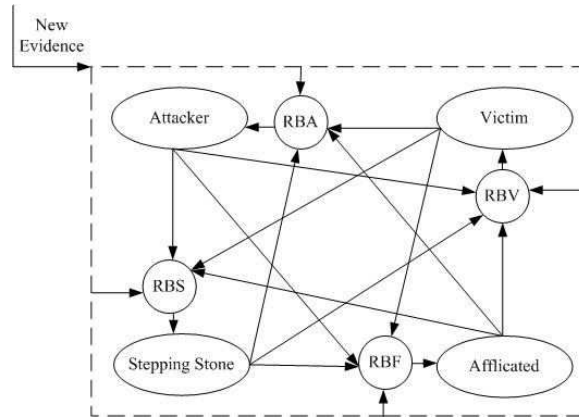 New
Evidence
Attacker
RBA
Victim
RBV
RBS
Stepping Stone
RBF
Afflicated